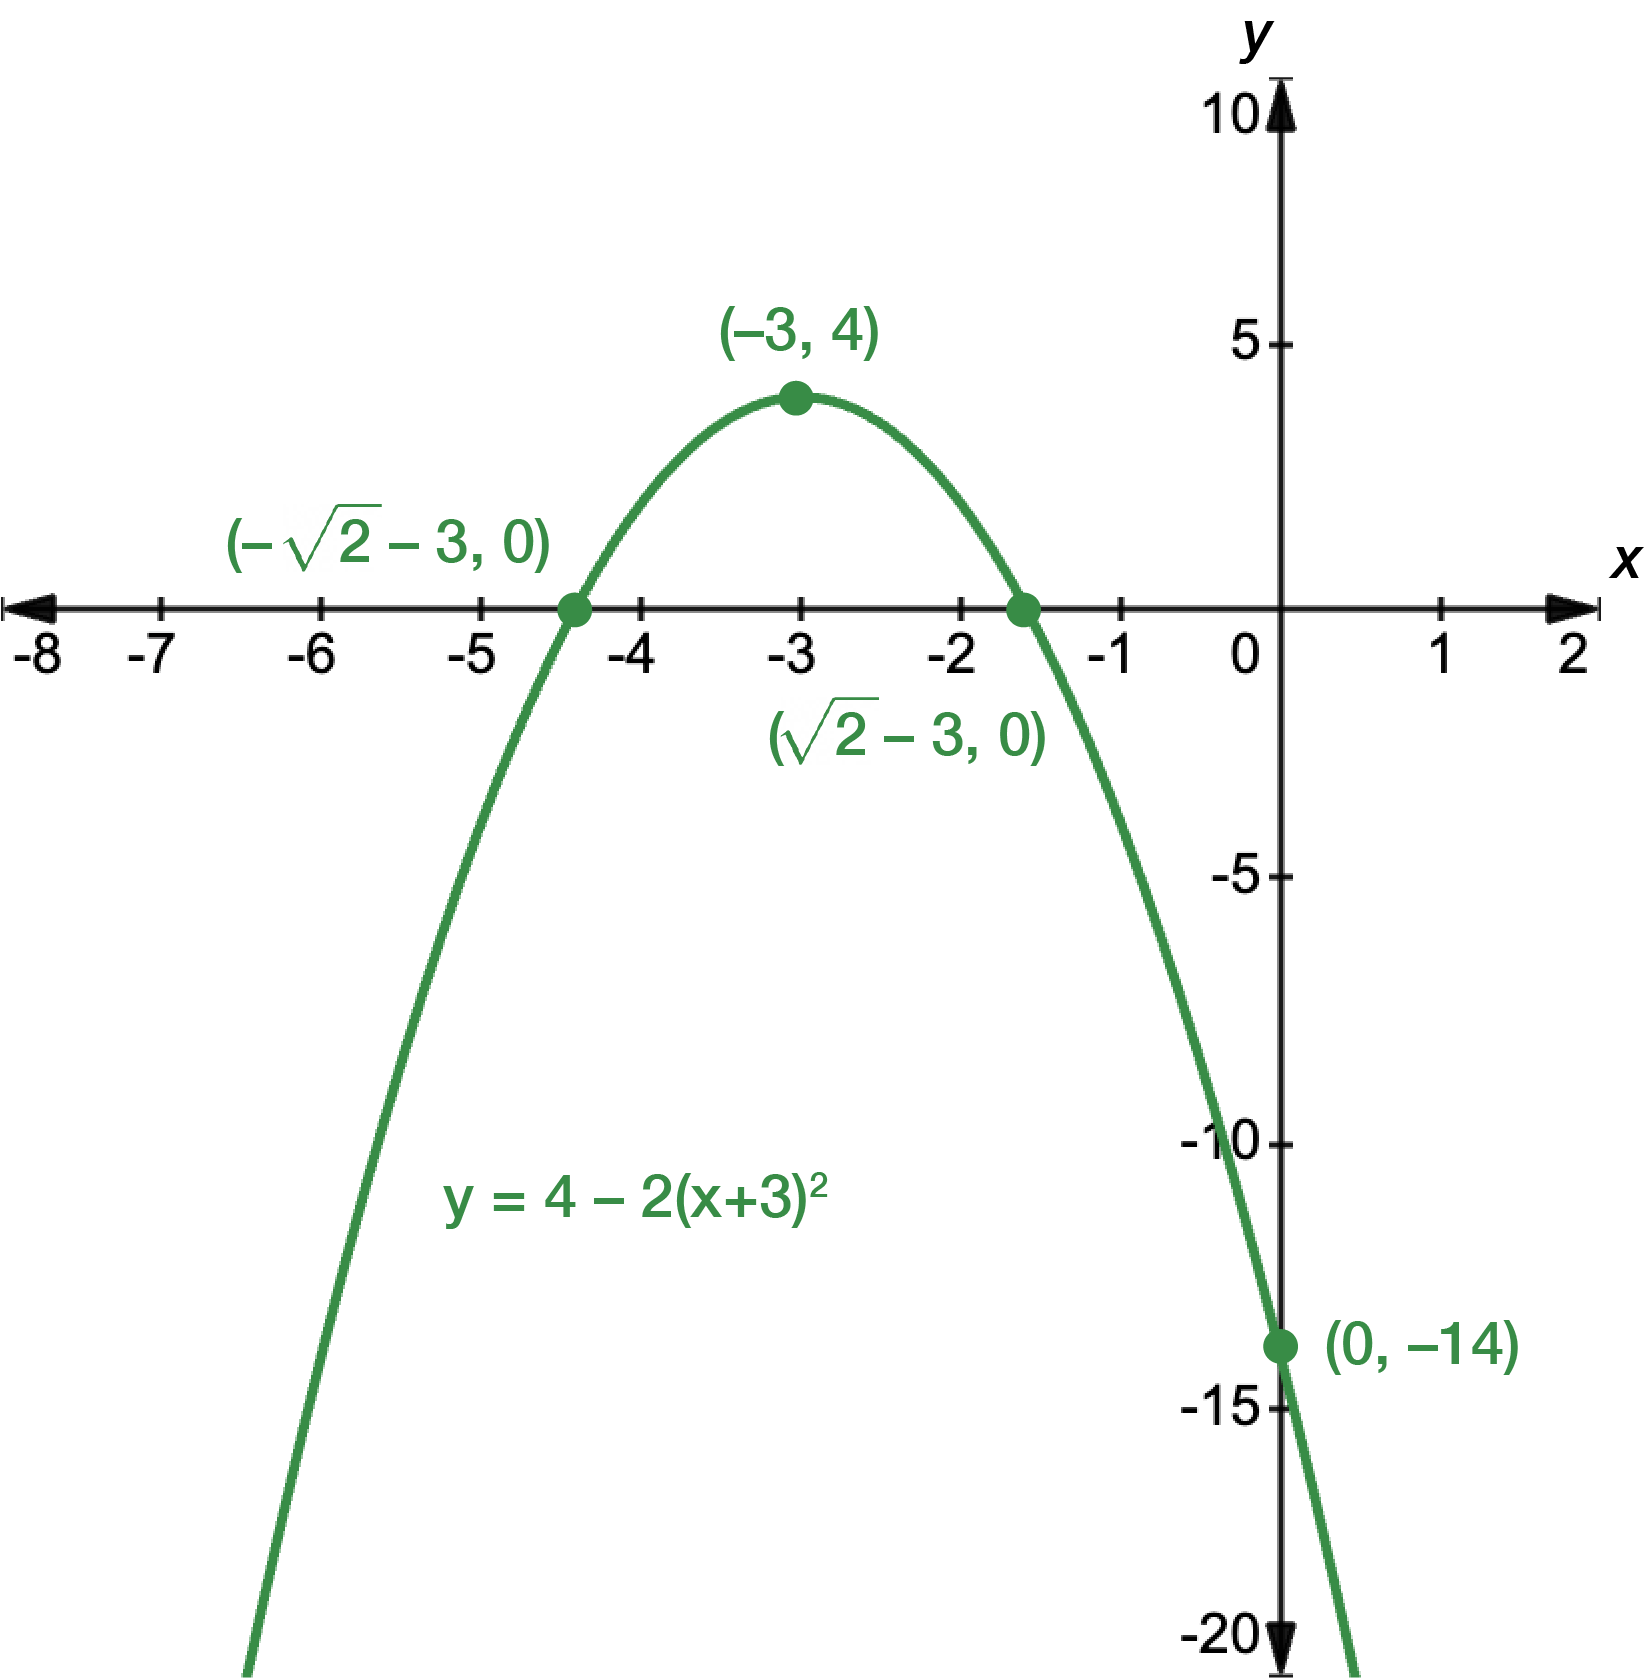 y
10
5
(–3, 4)
(–√2 – 3, 0)
x
-8 -7 -6 -5 -4 -3 -2 -1 0 1 2
(√2 – 3, 0)
-5
-10
y = 4 – 2(x+3)²
(0, –14)
-15
-20